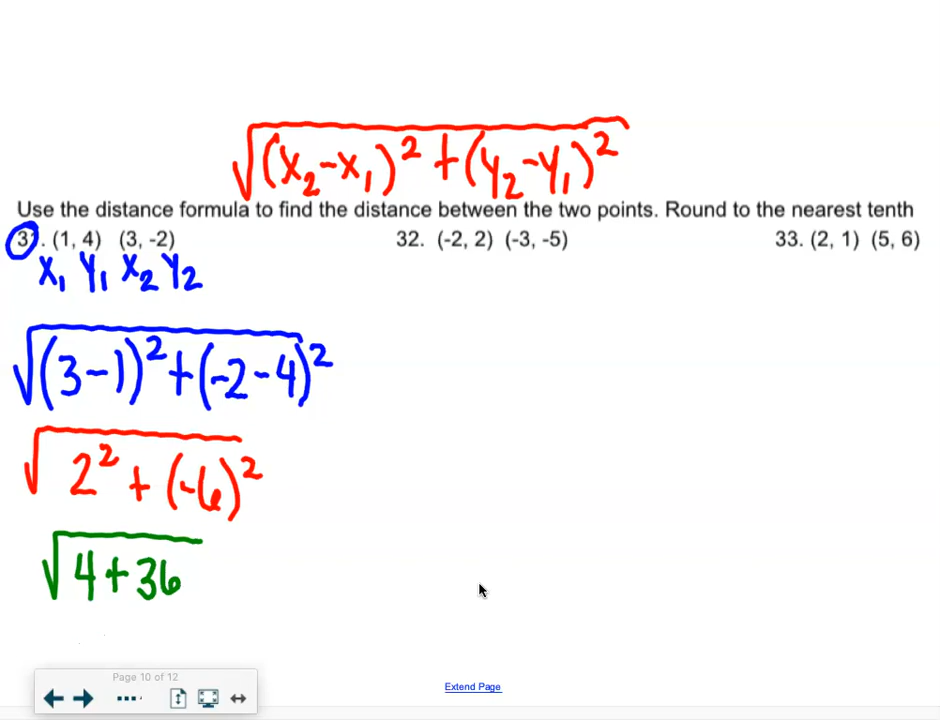 √(x₂-x₁)² + (y₂-y₁)²
Use the distance formula to find the distance between the two points. Round to the nearest tenth
31. (1, 4) (3, -2) 32. (-2, 2) (-3, -5) 33. (2, 1) (5, 6)
x₁ y₁ x₂ y₂
√(3-1)² + (-2-4)²
√2² + (-6)²
√4+36
Page 10 of 12
Extend Page